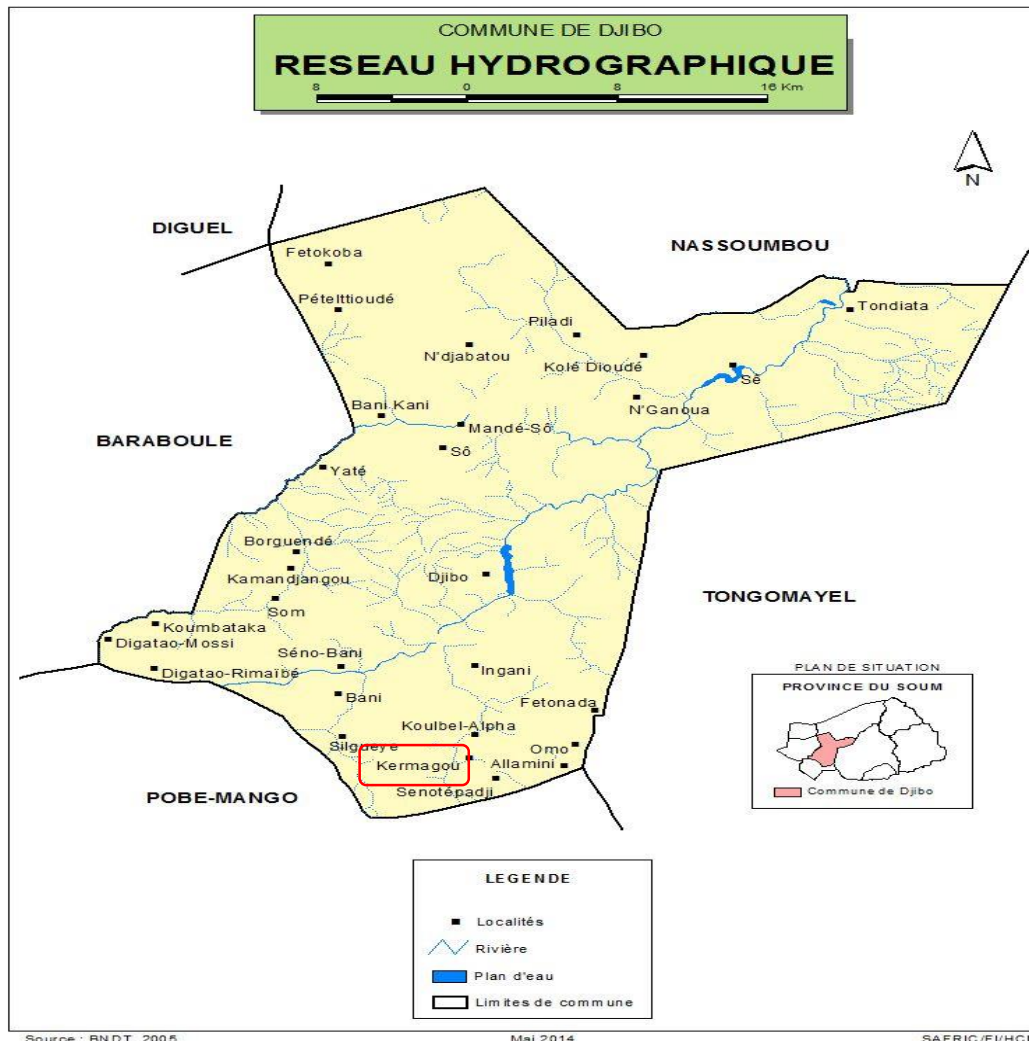 COMMUNE DE DJIBO
RESEAU HYDROGRAPHIQUE
8 0 8 16 Km
N
DIGUEL
NASSOUMBOU
Fetokoba
Pételttioudé
Tondiata
Piladi
N'djabatou
Kolé Dioudé
Sê
N'Ganoua
Bani Kani
Mandé-Sô
BARABOULE
Sô
Yaté
Borguendé
Kamandjangou
Djibo
Som
TONGOMAYEL
Koumbataka
Digatao-Mossi
Séno-Bani
Ingani
Digatao-Rimaïbé
PLAN DE SITUATION
PROVINCE DU SOUM
Bani
Fetonada
Koulbel-Alpha
Silgueye
Omo
Kermagou
Allamini
Senotépadji
POBE-MANGO
Commune de Djibo
LEGENDE
Localités
Rivière
Plan d'eau
Limites de commune
Source : BNDT, 2005 Mai 2014